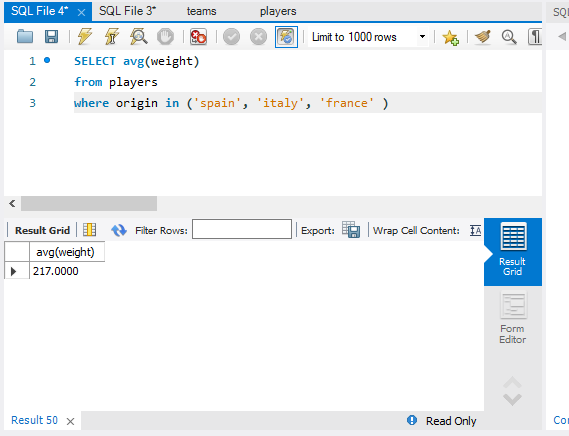 SQL File 4* SQL File 3* teams players
Limit to 1000 rows
1 SELECT avg(weight)
2 from players
3 where origin in ('spain', 'italy', 'france' )
Result Grid Filter Rows: Export: Wrap Cell Content:
avg(weight)
217.0000
Result
Grid
Form
Editor
Result 50 Read Only
SQL